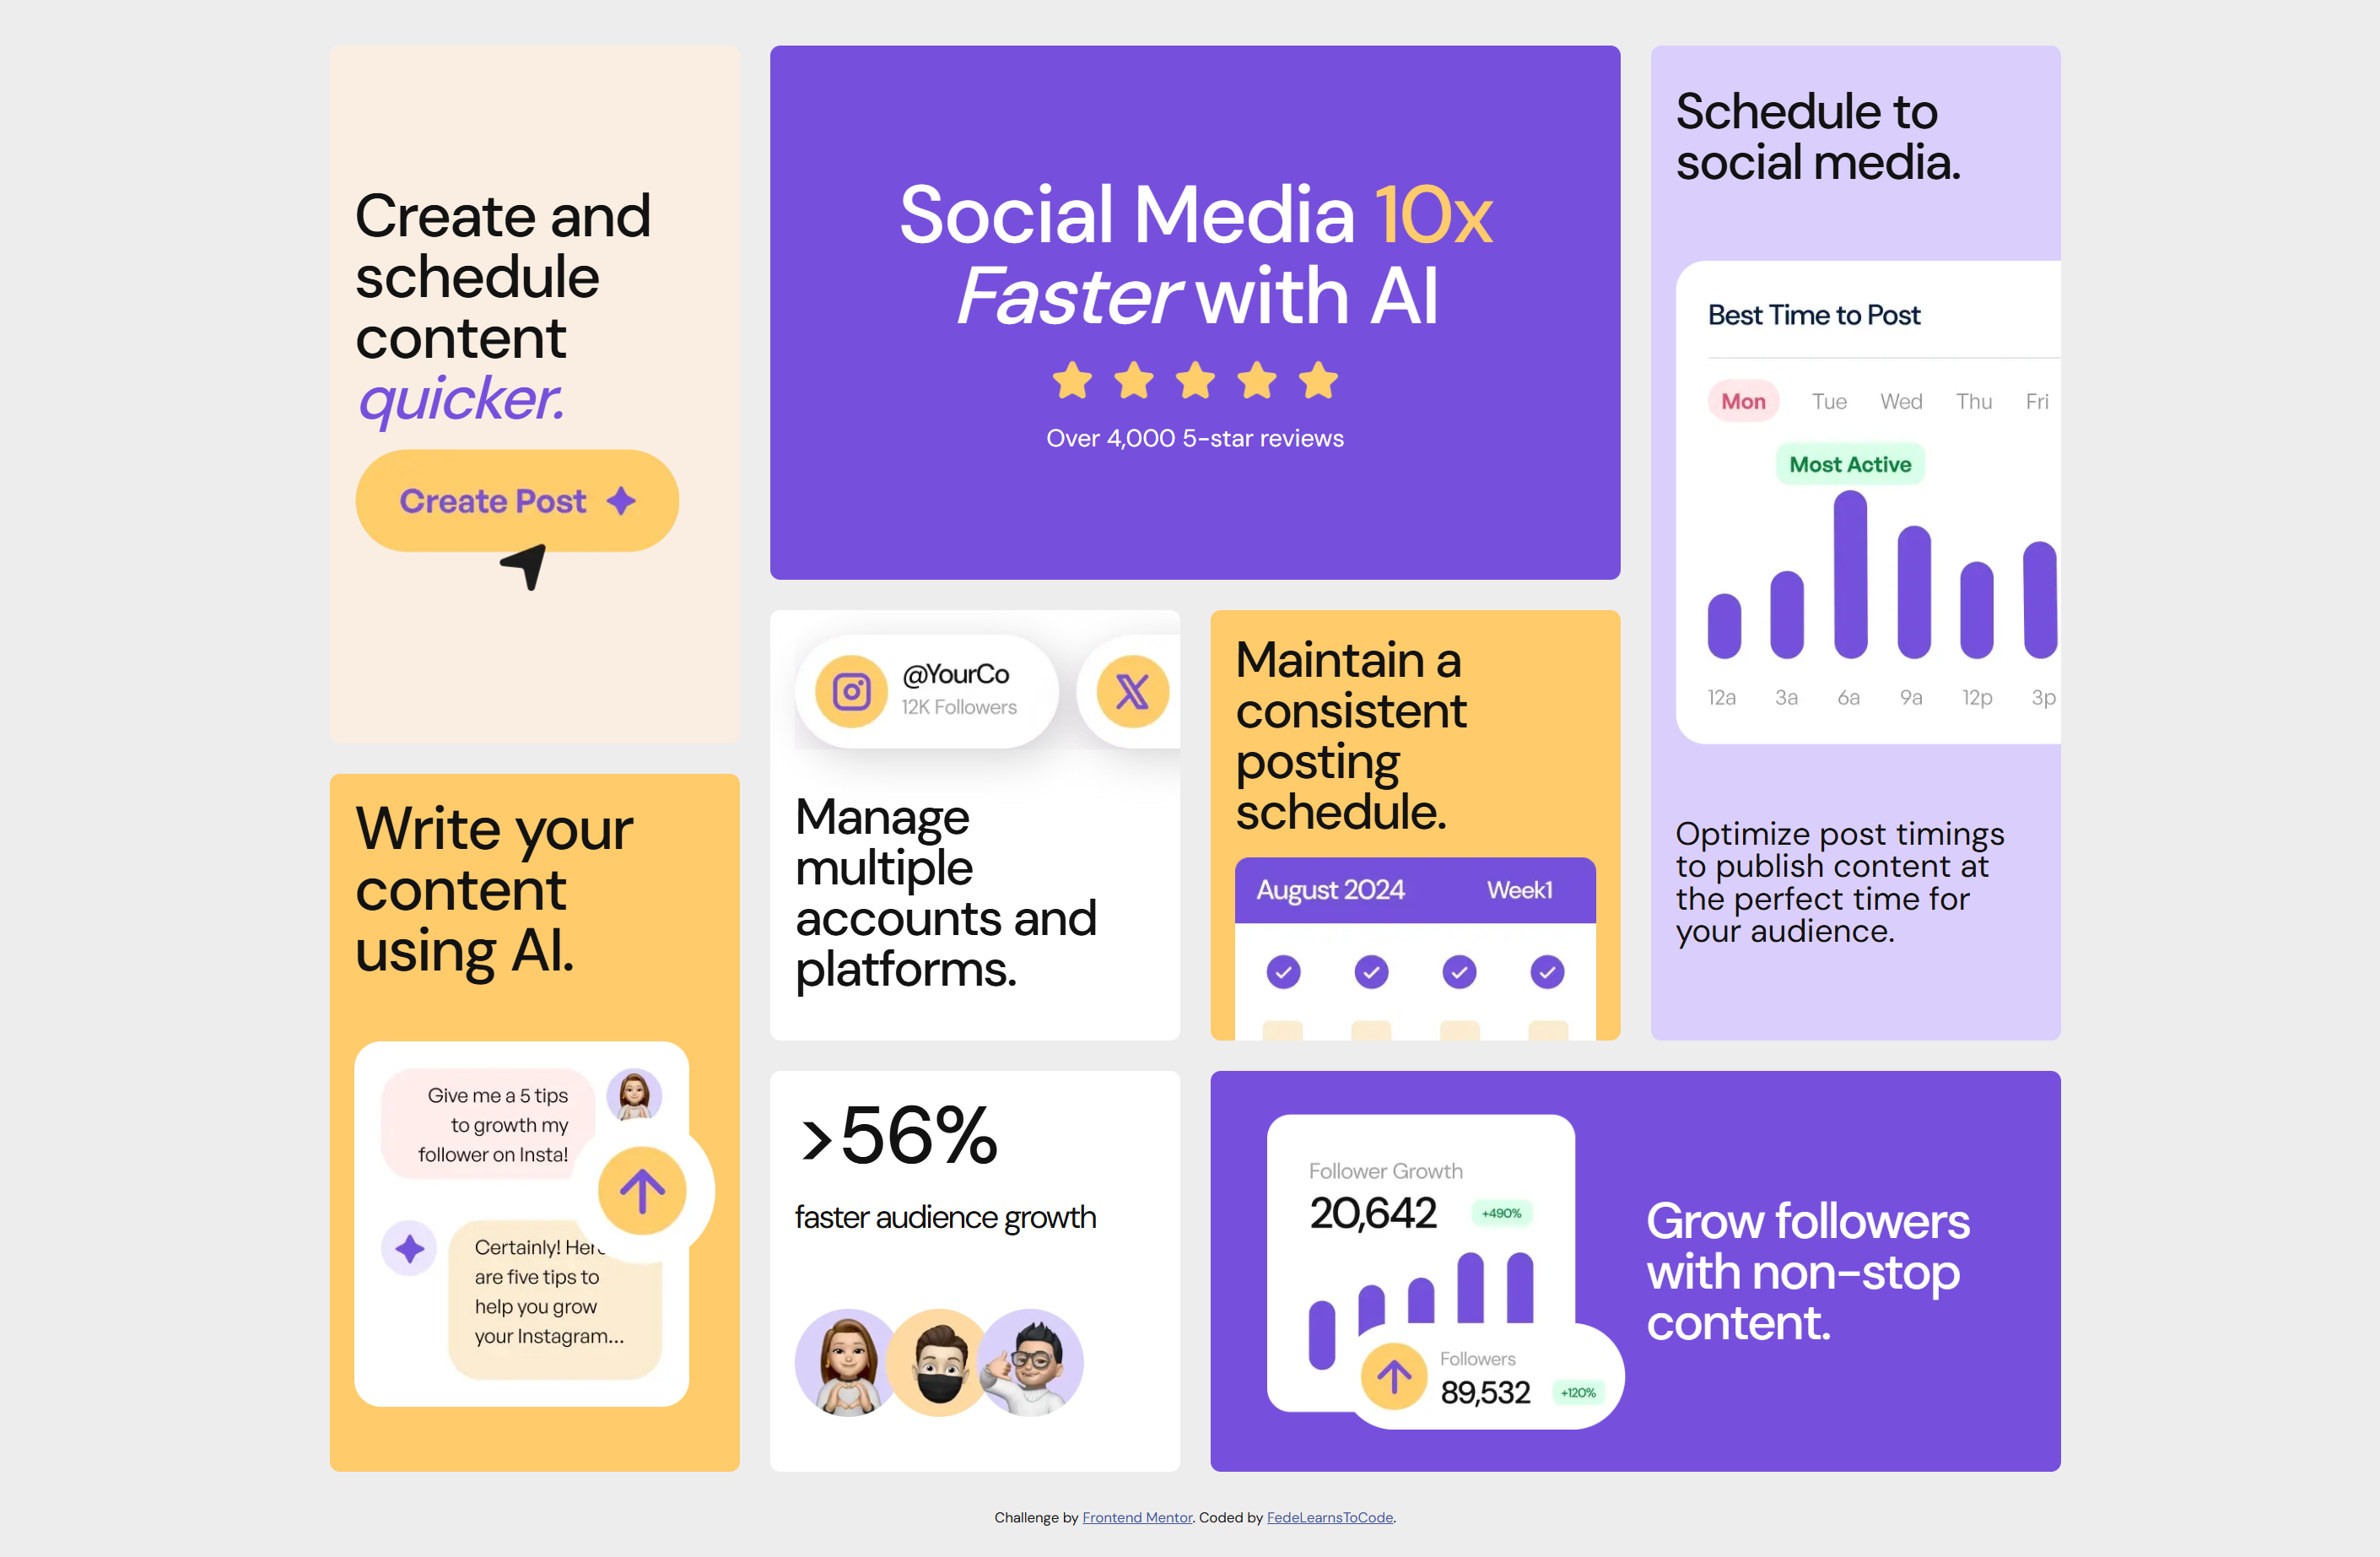 Create and
schedule
content
quicker.
Create Post
Social Media 10x
Faster with AI
Over 4,000 5-star reviews
Schedule to
social media.
Best Time to Post
Mon Tue Wed Thu Fri
Most Active
12a 3a 6a 9a 12p 3p
Optimize post timings
to publish content at
the perfect time for
your audience.
@YourCo
12K Followers
Manage
multiple
accounts and
platforms.
Maintain a
consistent
posting
schedule.
August 2024 Week1
Write your
content
using AI.
Give me a 5 tips
to growth my
follower on Insta!
Certainly! Here
are five tips to
help you grow
your Instagram...
>56%
faster audience growth
Follower Growth
20,642 +490%
Followers
89,532 +120%
Grow followers
with non-stop
content.
Challenge by Frontend Mentor. Coded by FedeLearnsToCode.